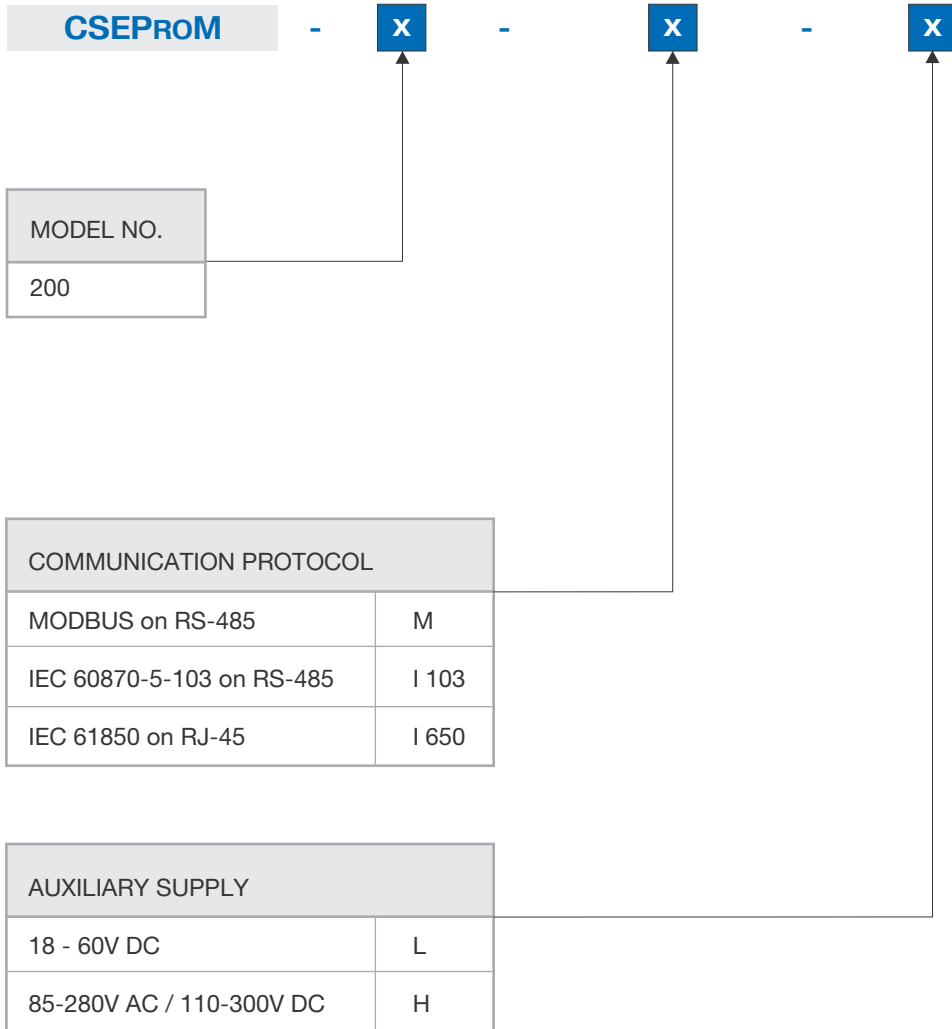 CSEPROM - X - X - X
MODEL NO.
200
COMMUNICATION PROTOCOL
MODBUS on RS-485 M
IEC 60870-5-103 on RS-485 I 103
IEC 61850 on RJ-45 I 650
AUXILIARY SUPPLY
18 - 60V DC L
85-280V AC / 110-300V DC H